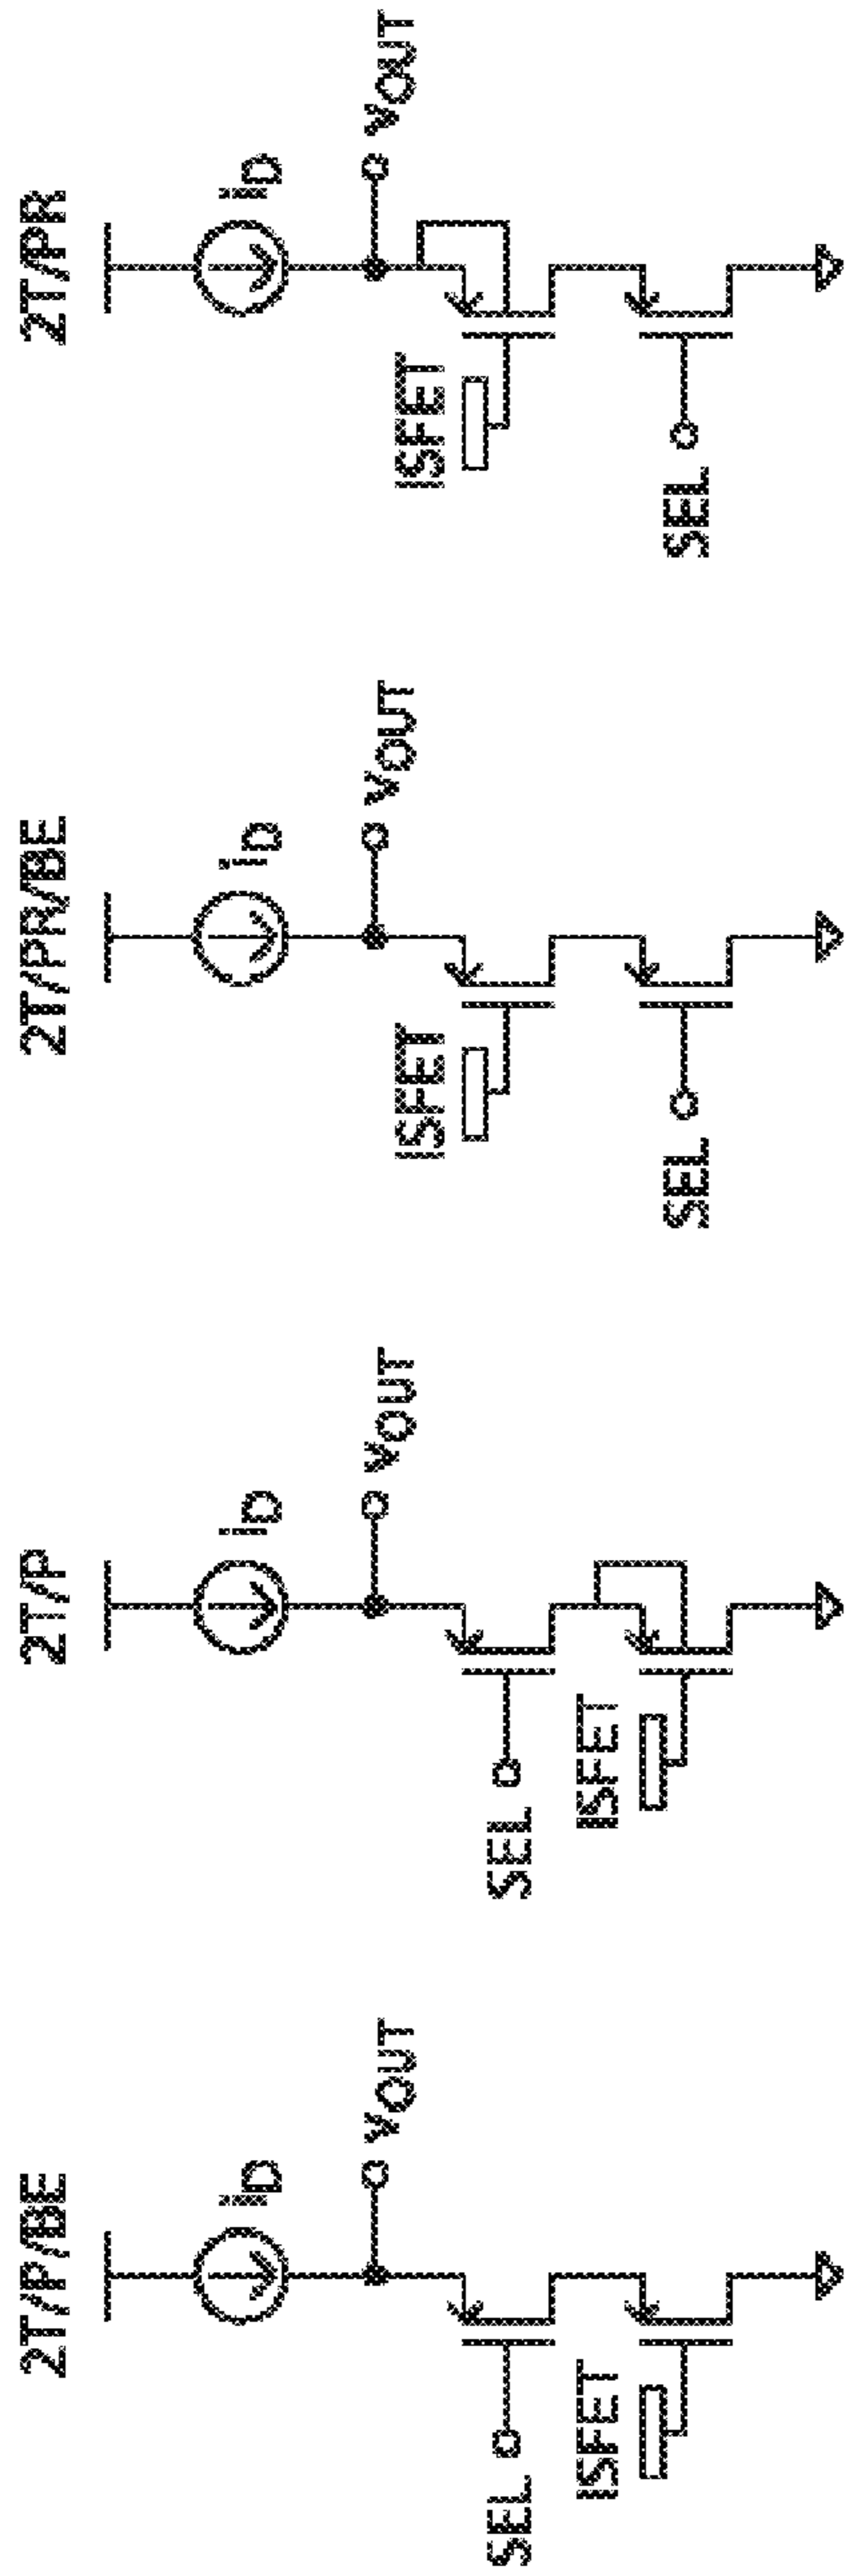 2T/PR
iD
VOUT
ISFET
SEL
2T/PR/BE
iD
VOUT
ISFET
SEL
2T/P
iD
VOUT
SEL
ISFET
2T/P/BE
iD
VOUT
SEL
ISFET